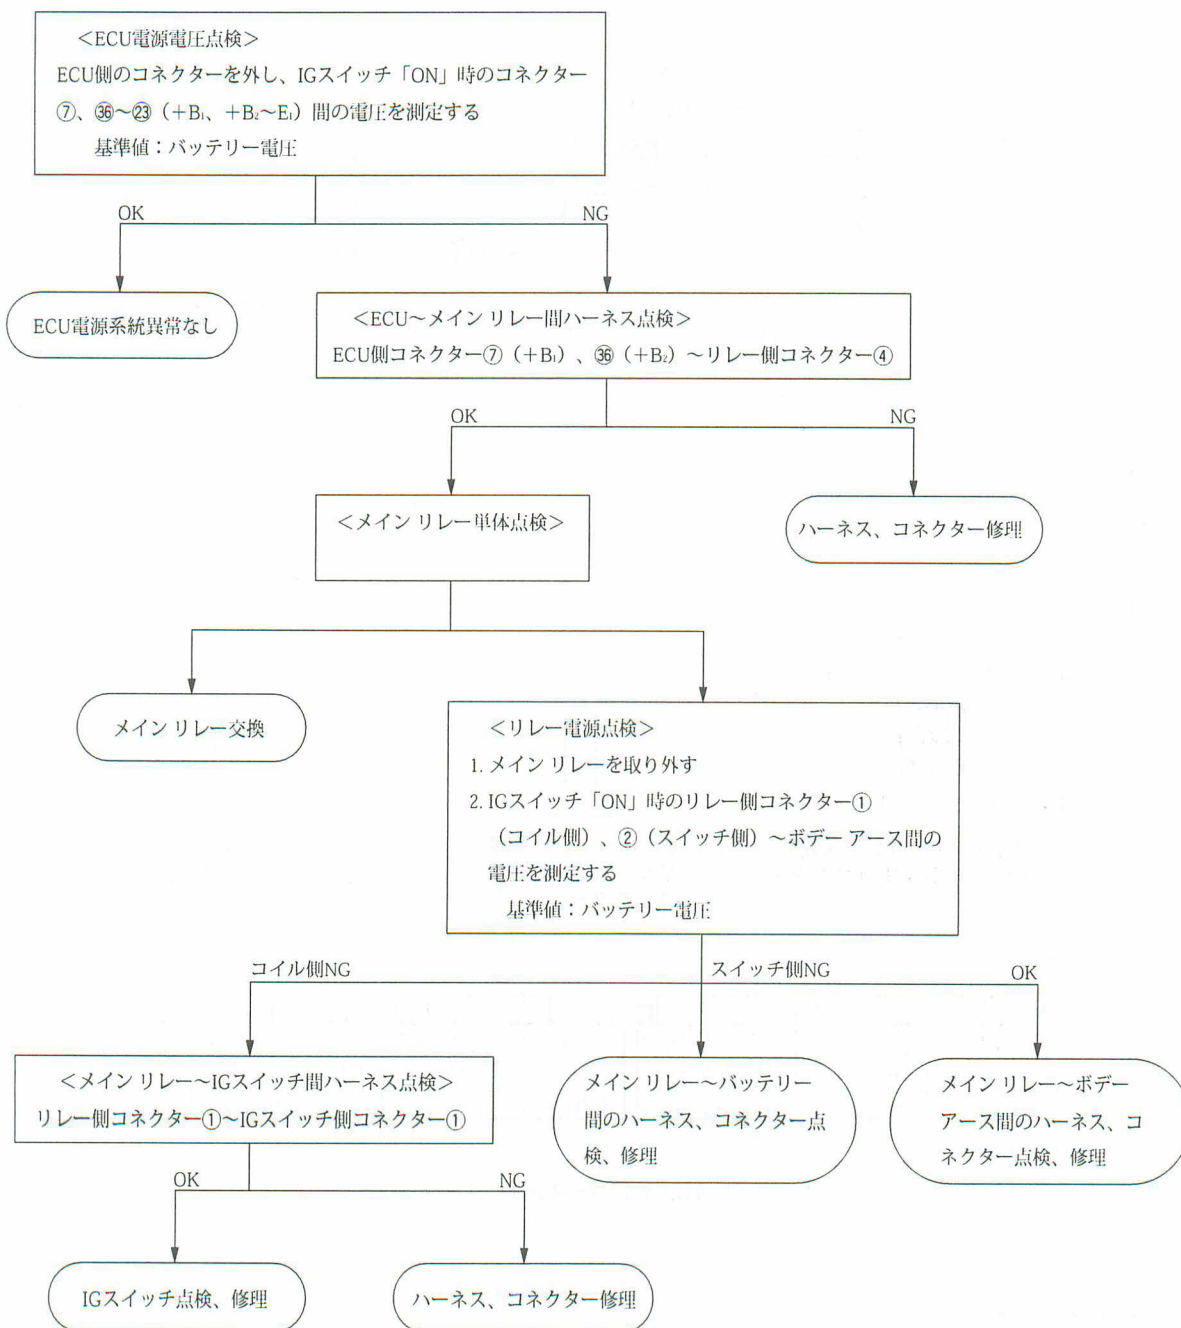 ＜ECU電源電圧点検＞
ECU側のコネクターを外し、IGスイッチ「ON」時のコネクター
⑦、㊱～㉓（＋B₁、＋B₂～E₁）間の電圧を測定する
基準値：バッテリー電圧
OK
NG
ECU電源系統異常なし
＜ECU～メイン リレー間ハーネス点検＞
ECU側コネクター⑦（＋B₁）、㊱（＋B₂）～リレー側コネクター④
OK
NG
＜メイン リレー単体点検＞
ハーネス、コネクター修理
メイン リレー交換
＜リレー電源点検＞
1. メイン リレーを取り外す
2. IGスイッチ「ON」時のリレー側コネクター①
（コイル側）、②（スイッチ側）～ボデー アース間の
電圧を測定する
基準値：バッテリー電圧
コイル側NG
スイッチ側NG
OK
＜メイン リレー～IGスイッチ間ハーネス点検＞
リレー側コネクター①～IGスイッチ側コネクター①
メイン リレー～バッテリー
間のハーネス、コネクター点
検、修理
メイン リレー～ボデー
アース間のハーネス、コ
ネクター点検、修理
OK
NG
IGスイッチ点検、修理
ハーネス、コネクター修理